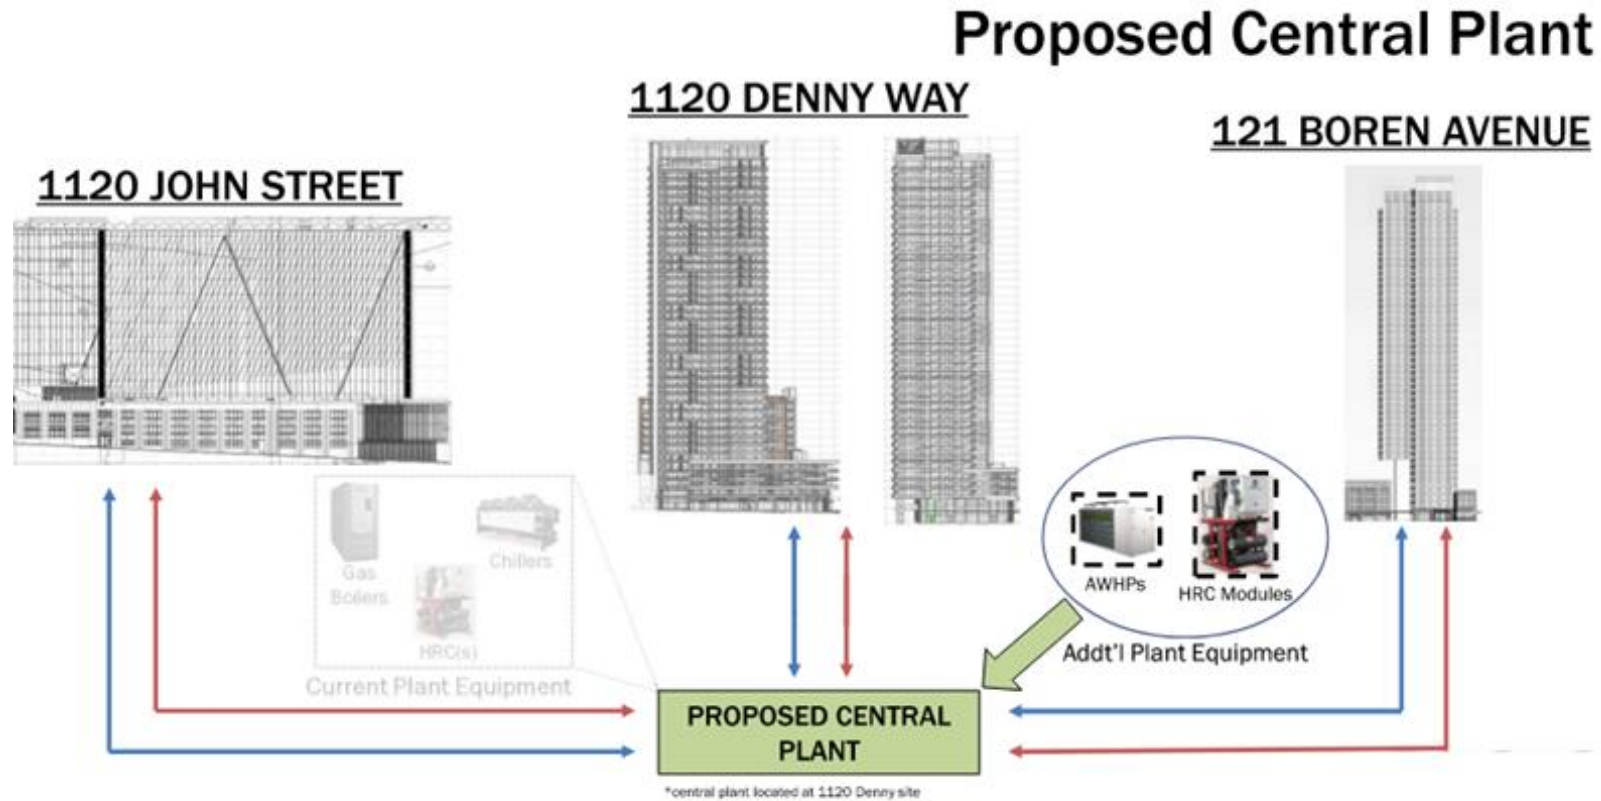 Proposed Central Plant
1120 DENNY WAY
121 BOREN AVENUE
1120 JOHN STREET
Gas
Boilers
Chillers
HRC(s)
Current Plant Equipment
AWHPs
HRC Modules
Addt'l Plant Equipment
PROPOSED CENTRAL
PLANT
*central plant located at 1120 Denny site